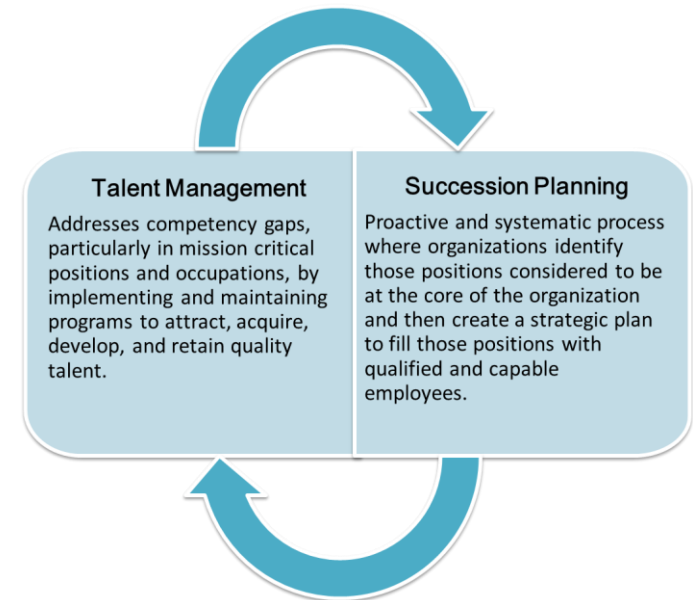 Talent Management
Addresses competency gaps,
particularly in mission critical
positions and occupations, by
implementing and maintaining
programs to attract, acquire,
develop, and retain quality
talent.
Succession Planning
Proactive and systematic process
where organizations identify
those positions considered to be
at the core of the organization
and then create a strategic plan
to fill those positions with
qualified and capable
employees.